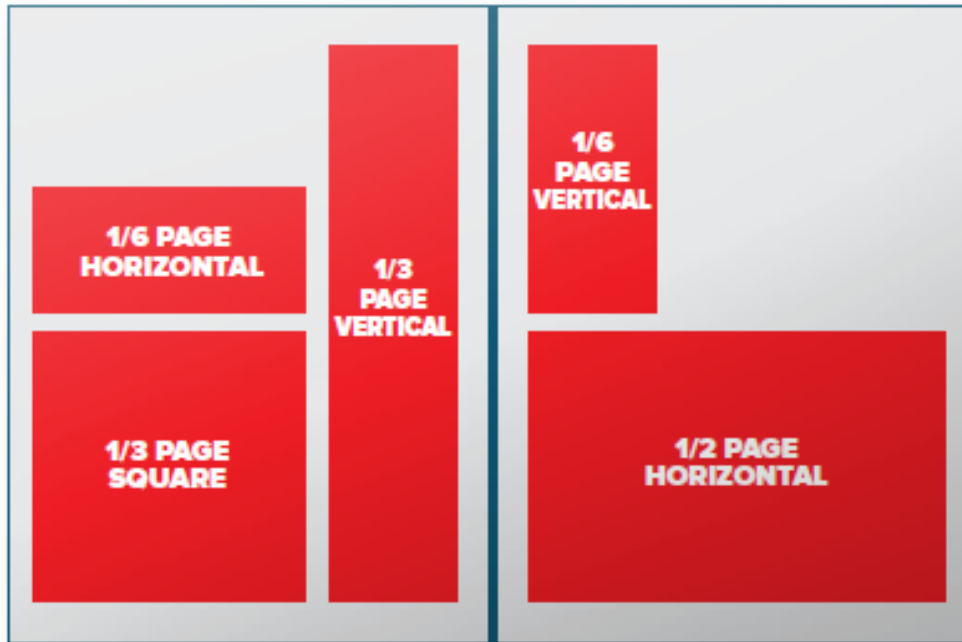 1/6 PAGE
HORIZONTAL
1/3 PAGE
SQUARE
1/3
PAGE
VERTICAL
1/6
PAGE
VERTICAL
1/2 PAGE
HORIZONTAL